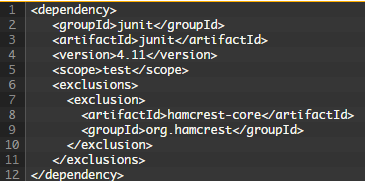 1 <dependency>
2 <groupId>junit</groupId>
3 <artifactId>junit</artifactId>
4 <version>4.11</version>
5 <scope>test</scope>
6 <exclusions>
7 <exclusion>
8 <artifactId>hamcrest-core</artifactId>
9 <groupId>org.hamcrest</groupId>
10 </exclusion>
11 </exclusions>
12 </dependency>